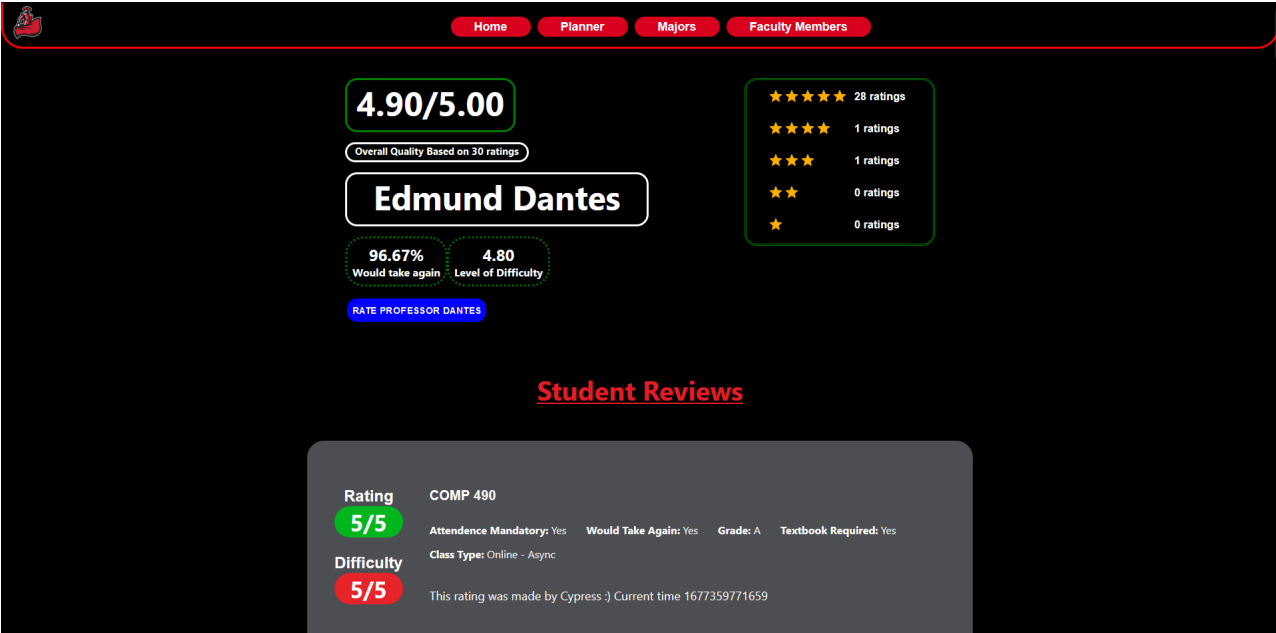 Home Planner Majors Faculty Members
4.90/5.00
Overall Quality Based on 30 ratings
Edmund Dantes
96.67% 4.80
Would take again Level of Difficulty
RATE PROFESSOR DANTES
28 ratings
1 ratings
1 ratings
0 ratings
0 ratings
Student Reviews
Rating
5/5
Difficulty
5/5
COMP 490
Attendence Mandatory: Yes Would Take Again: Yes Grade: A Textbook Required: Yes
Class Type: Online - Async
This rating was made by Cypress :) Current time 1677359771659